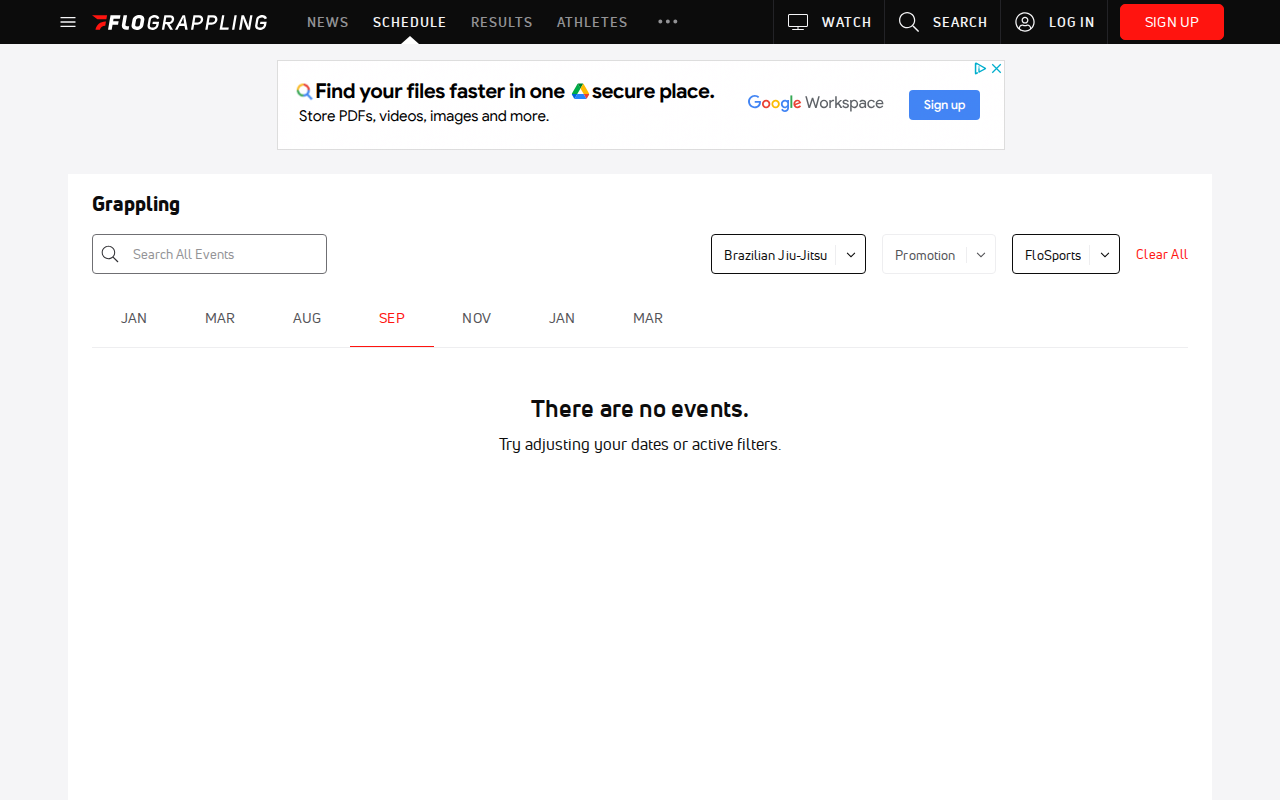 FLOGRAPPLING NEWS SCHEDULE RESULTS ATHLETES WATCH SEARCH LOG IN SIGN UP
Find your files faster in one secure place.
Store PDFs, videos, images and more.
Google Workspace
Sign up
Grappling
Search All Events
Brazilian Jiu-Jitsu
Promotion
FloSports
Clear All
JAN MAR AUG SEP NOV JAN MAR
There are no events.
Try adjusting your dates or active filters.